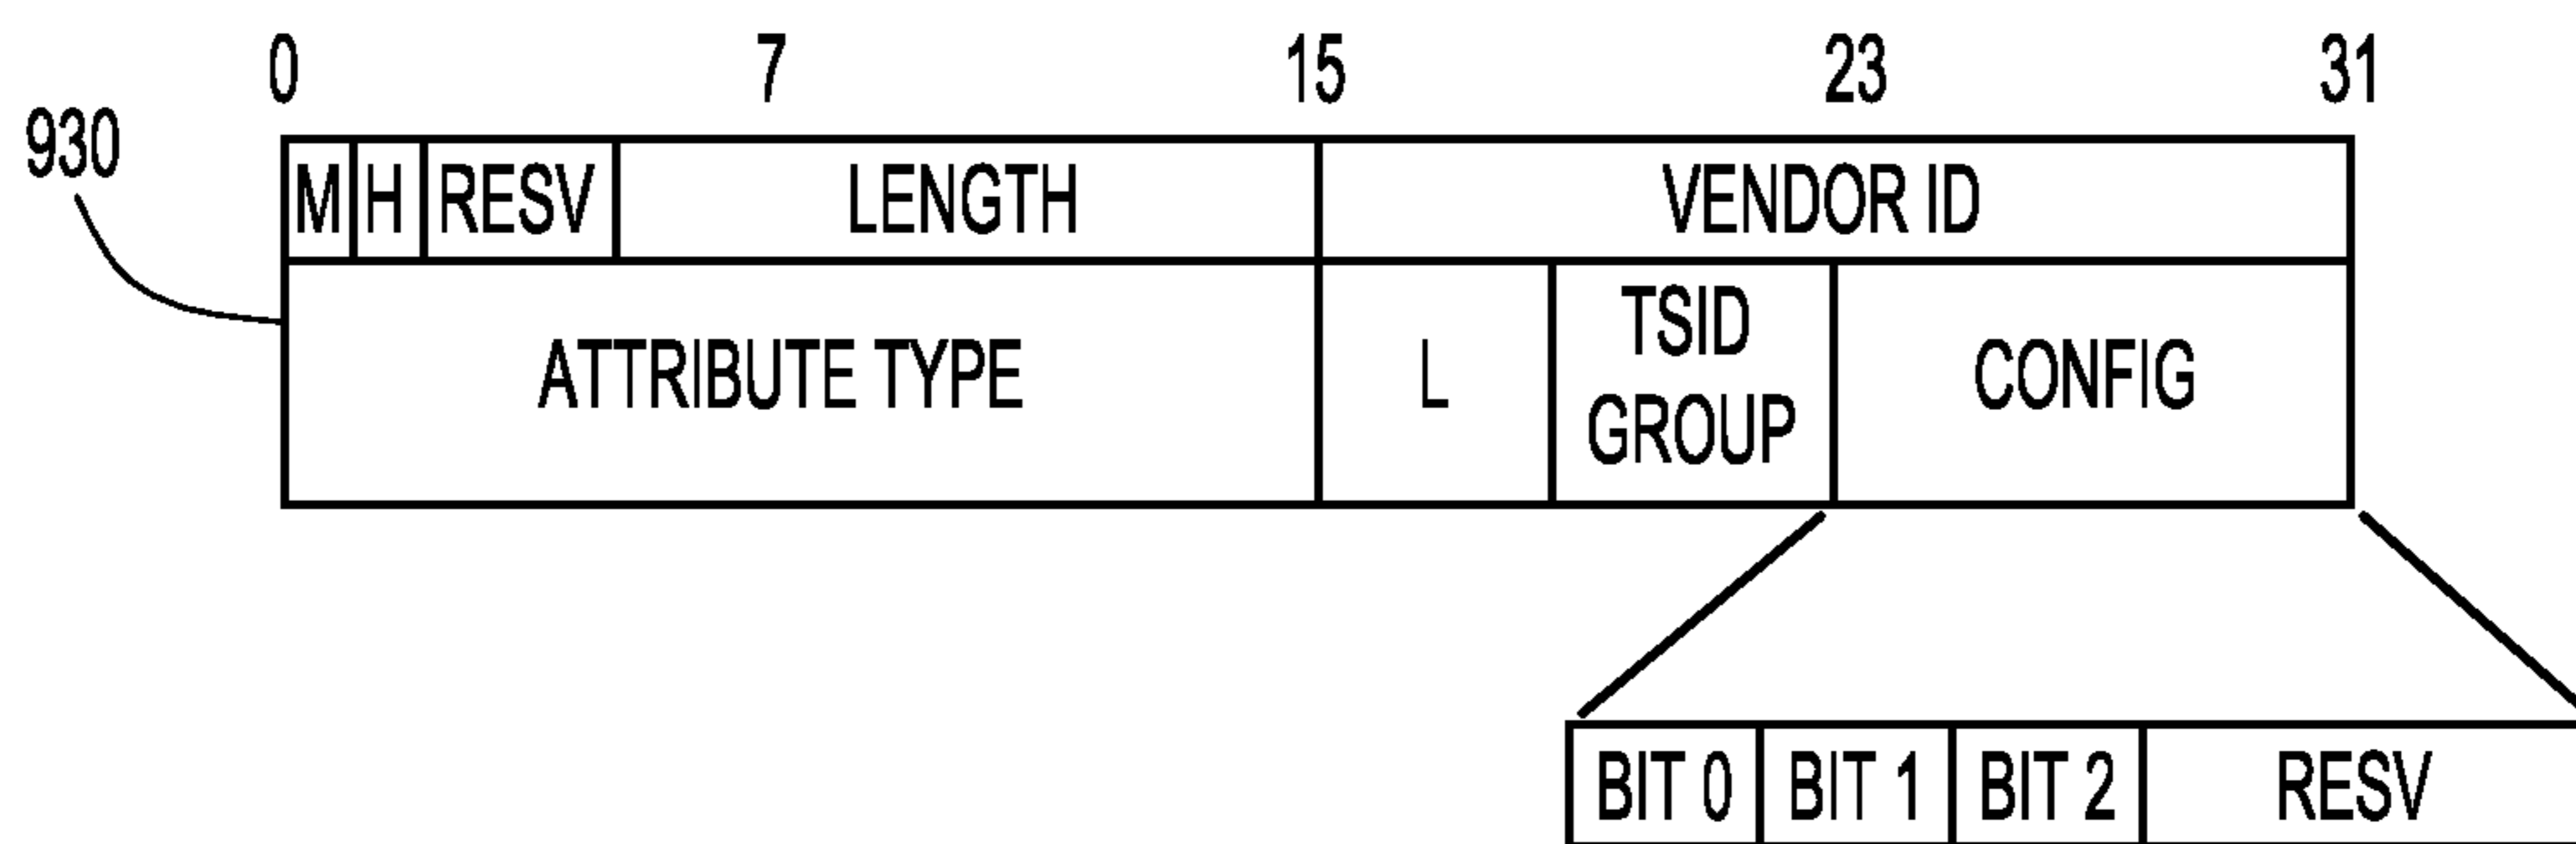 0 7 15 23 31
930
M H RESV LENGTH VENDOR ID
ATTRIBUTE TYPE L TSID GROUP CONFIG
BIT 0 BIT 1 BIT 2 RESV